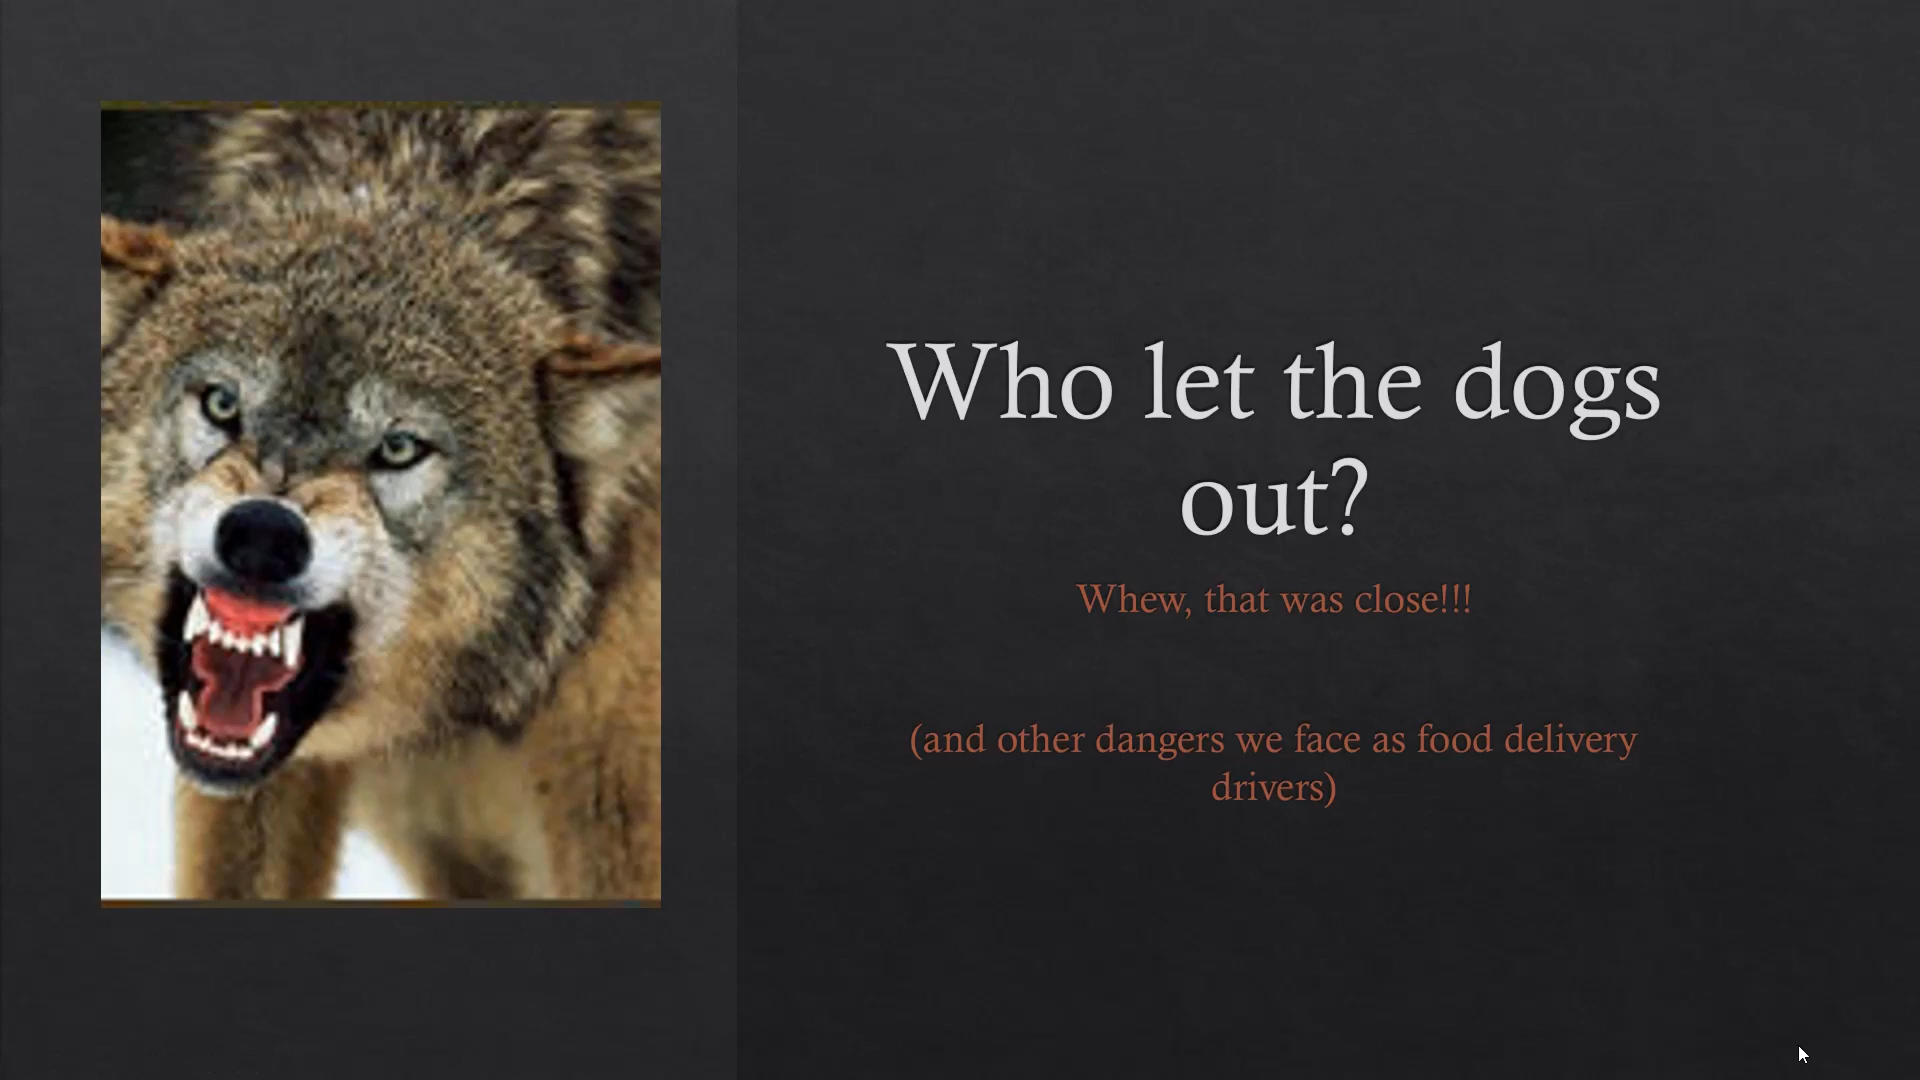 Who let the dogs
out?
Whew, that was close!!!
(and other dangers we face as food delivery
drivers)